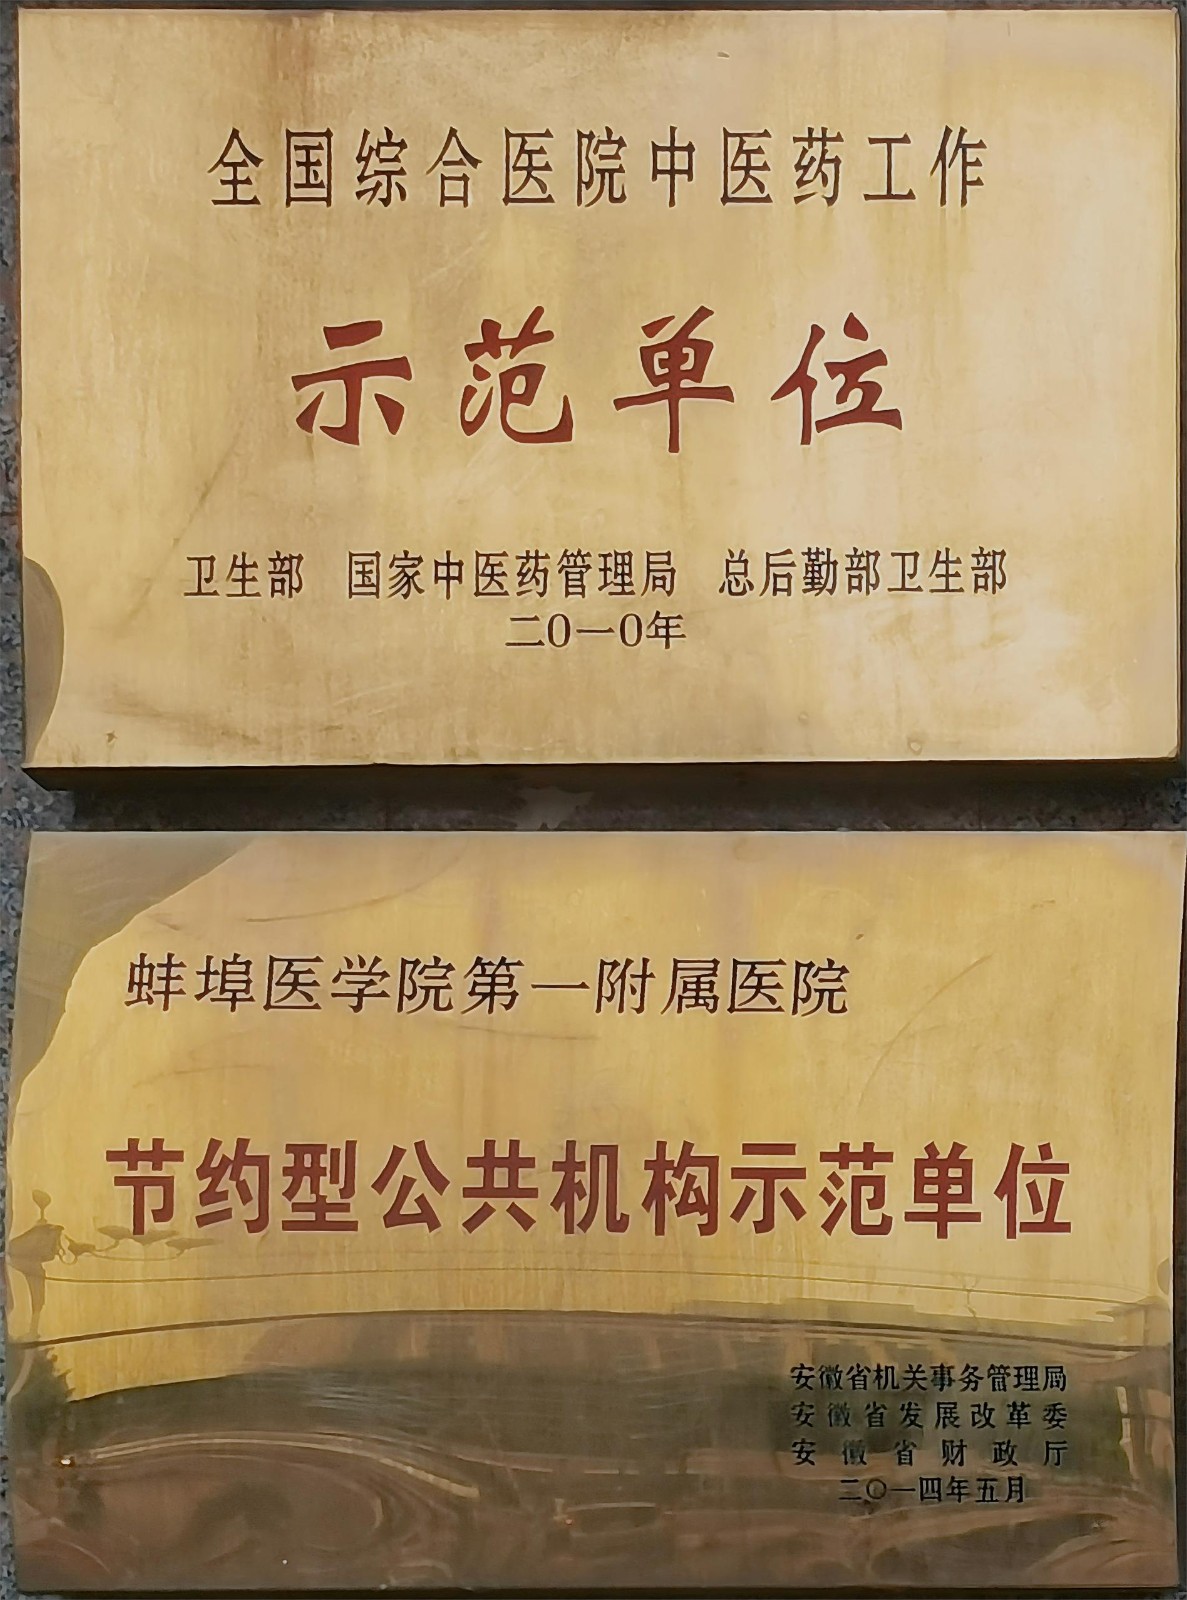 全国综合医院中医药工作
示范单位
卫生部 国家中医药管理局 总后勤部卫生部
二〇一〇年
蚌埠医学院第一附属医院
节约型公共机构示范单位
安徽省机关事务管理局
安徽省发展改革委
安徽省财政厅
二〇一四年五月